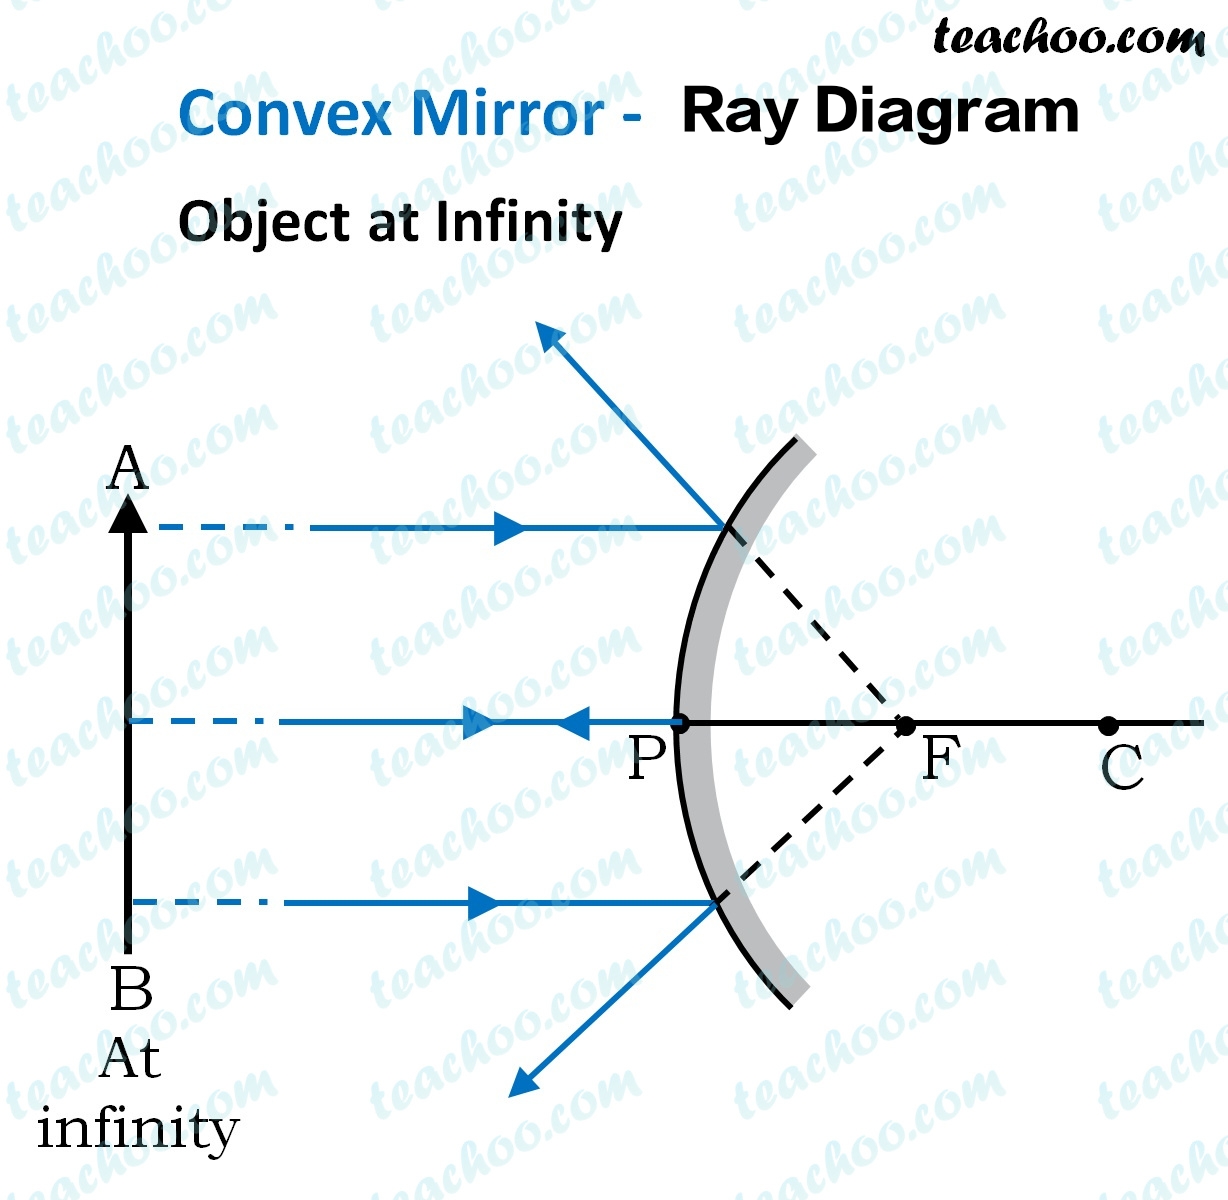 teachoo.com
Convex Mirror - Ray Diagram
Object at Infinity
A
P
F
C
B
At
infinity